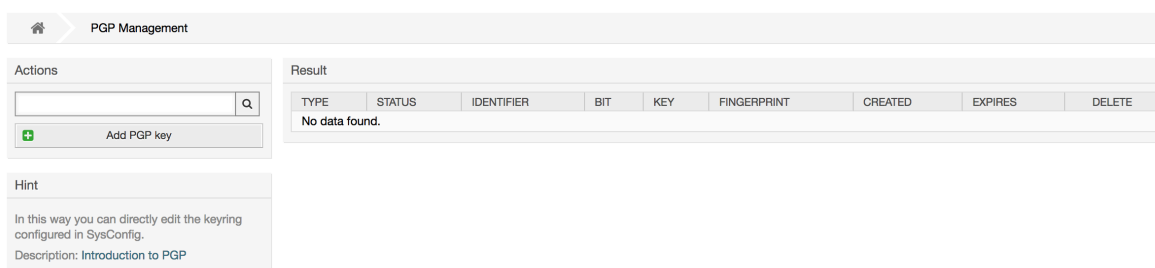 PGP Management
Actions
Add PGP key
Hint
In this way you can directly edit the keyring
configured in SysConfig.
Description: Introduction to PGP
Result
TYPE STATUS IDENTIFIER BIT KEY FINGERPRINT CREATED EXPIRES DELETE
No data found.